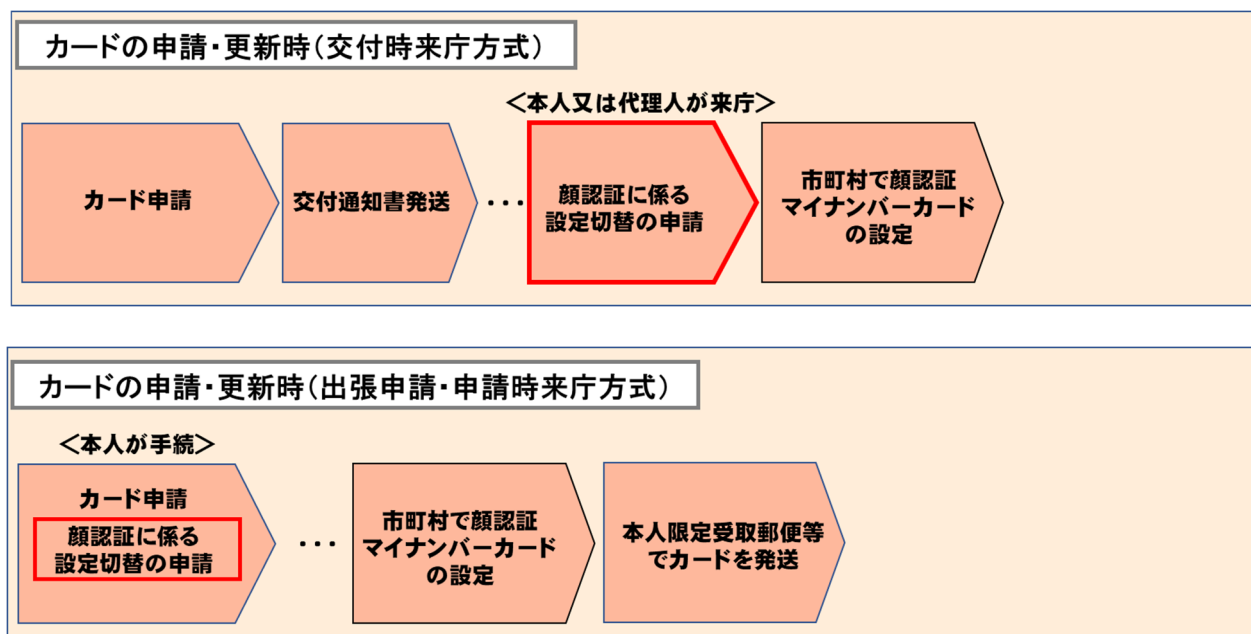 カードの申請・更新時（交付時来庁方式）
＜本人又は代理人が来庁＞
カード申請
交付通知書発送
・・・
顔認証に係る
設定切替の申請
市町村で顔認証
マイナンバーカード
の設定
カードの申請・更新時（出張申請・申請時来庁方式）
＜本人が手続＞
カード申請
顔認証に係る
設定切替の申請
・・・
市町村で顔認証
マイナンバーカード
の設定
本人限定受取郵便等
でカードを発送